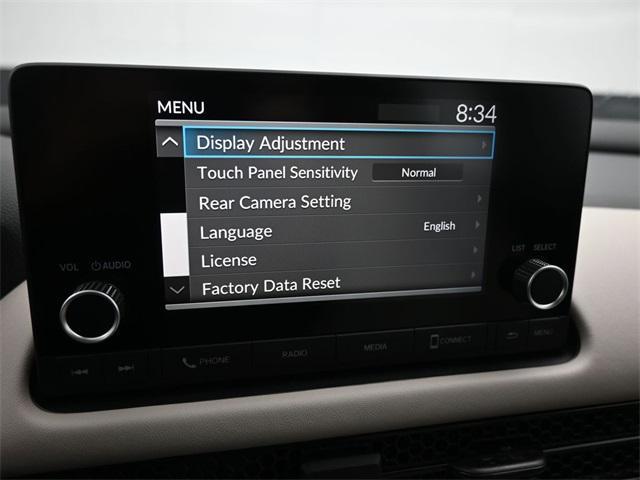 MENU 8:34
Display Adjustment
Touch Panel Sensitivity Normal
Rear Camera Setting
Language English
License
Factory Data Reset
VOL AUDIO
LIST SELECT
PHONE RADIO MEDIA CONNECT MENU